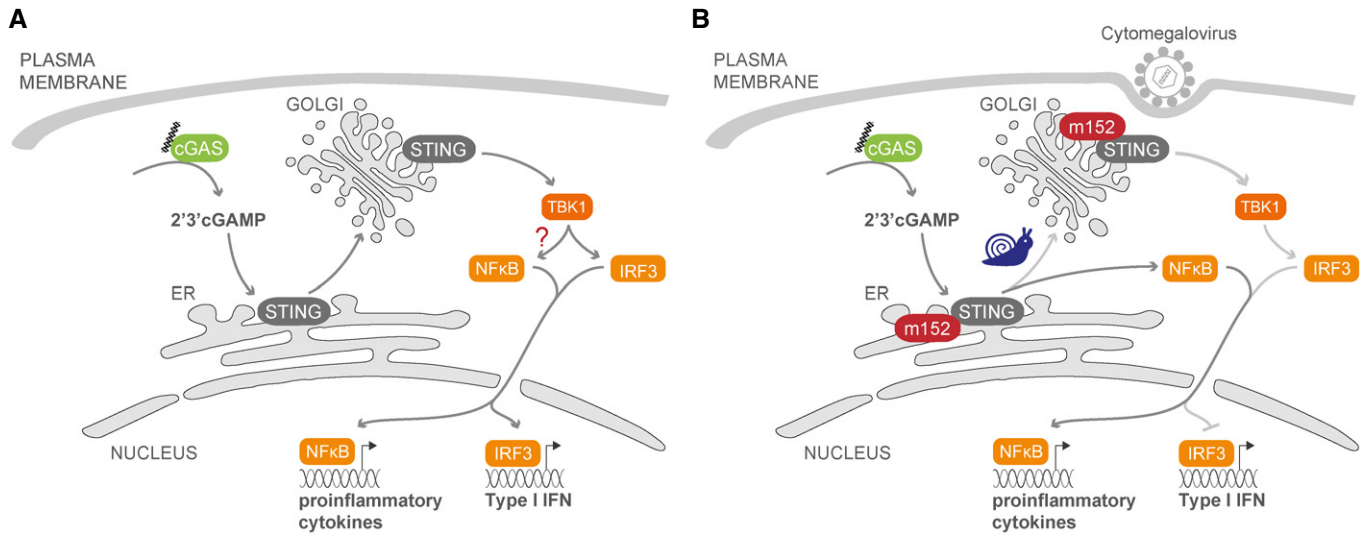 A
PLASMA
MEMBRANE
GOLGI
cGAS
STING
2'3'cGAMP
TBK1
?
NFκB
IRF3
ER
STING
NUCLEUS
NFκB
IRF3
proinflammatory
cytokines
Type I IFN
B
Cytomegalovirus
PLASMA
MEMBRANE
GOLGI
m152
cGAS
STING
2'3'cGAMP
TBK1
NFκB
IRF3
ER
STING
m152
NUCLEUS
NFκB
IRF3
proinflammatory
cytokines
Type I IFN